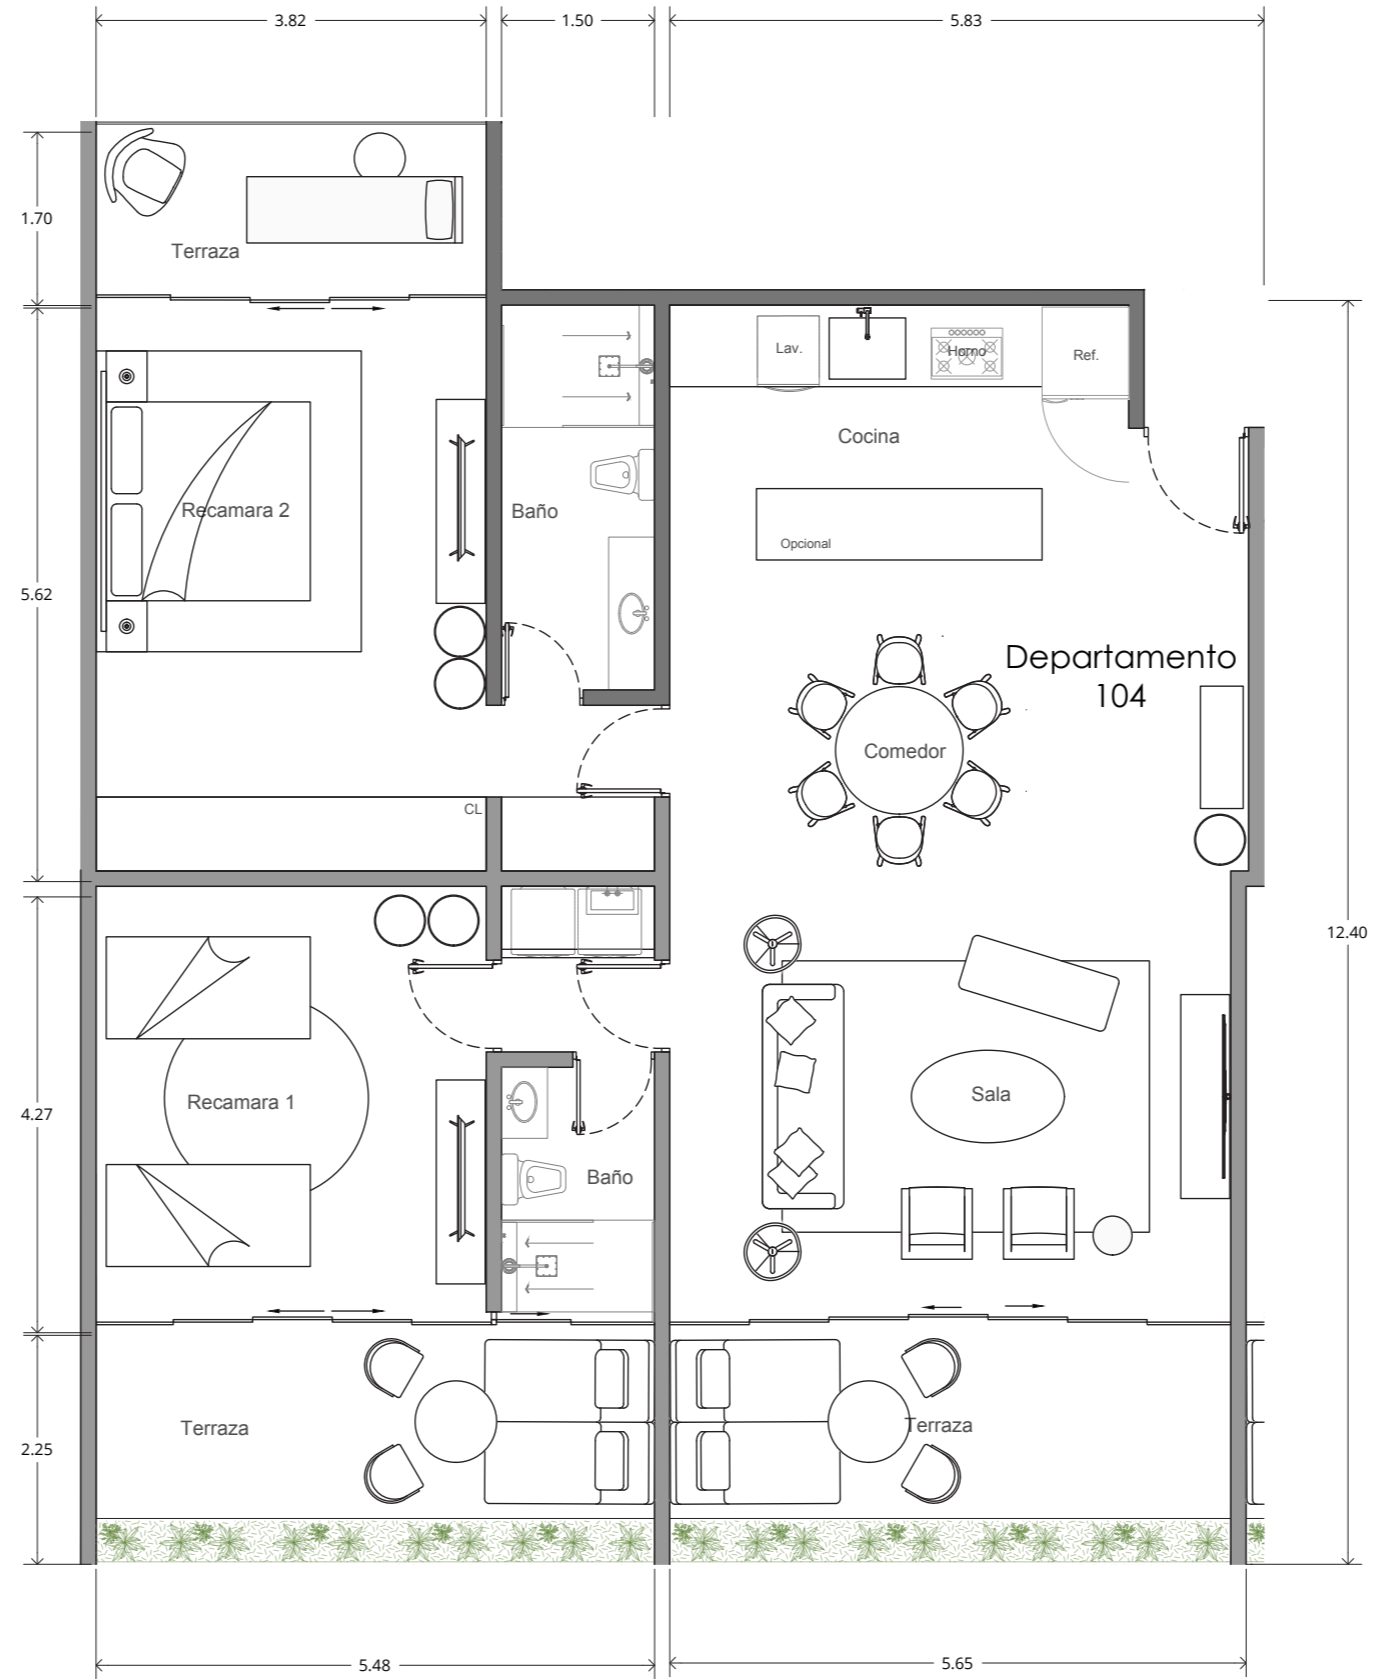 3.82
1.50
5.83
1.70
Terraza
Lav.
Horno
Ref.
Cocina
Recamara 2
Baño
Opcional
5.62
Departamento
104
Comedor
CL
12.40
4.27
Recamara 1
Sala
Baño
2.25
Terraza
Terraza
5.48
5.65